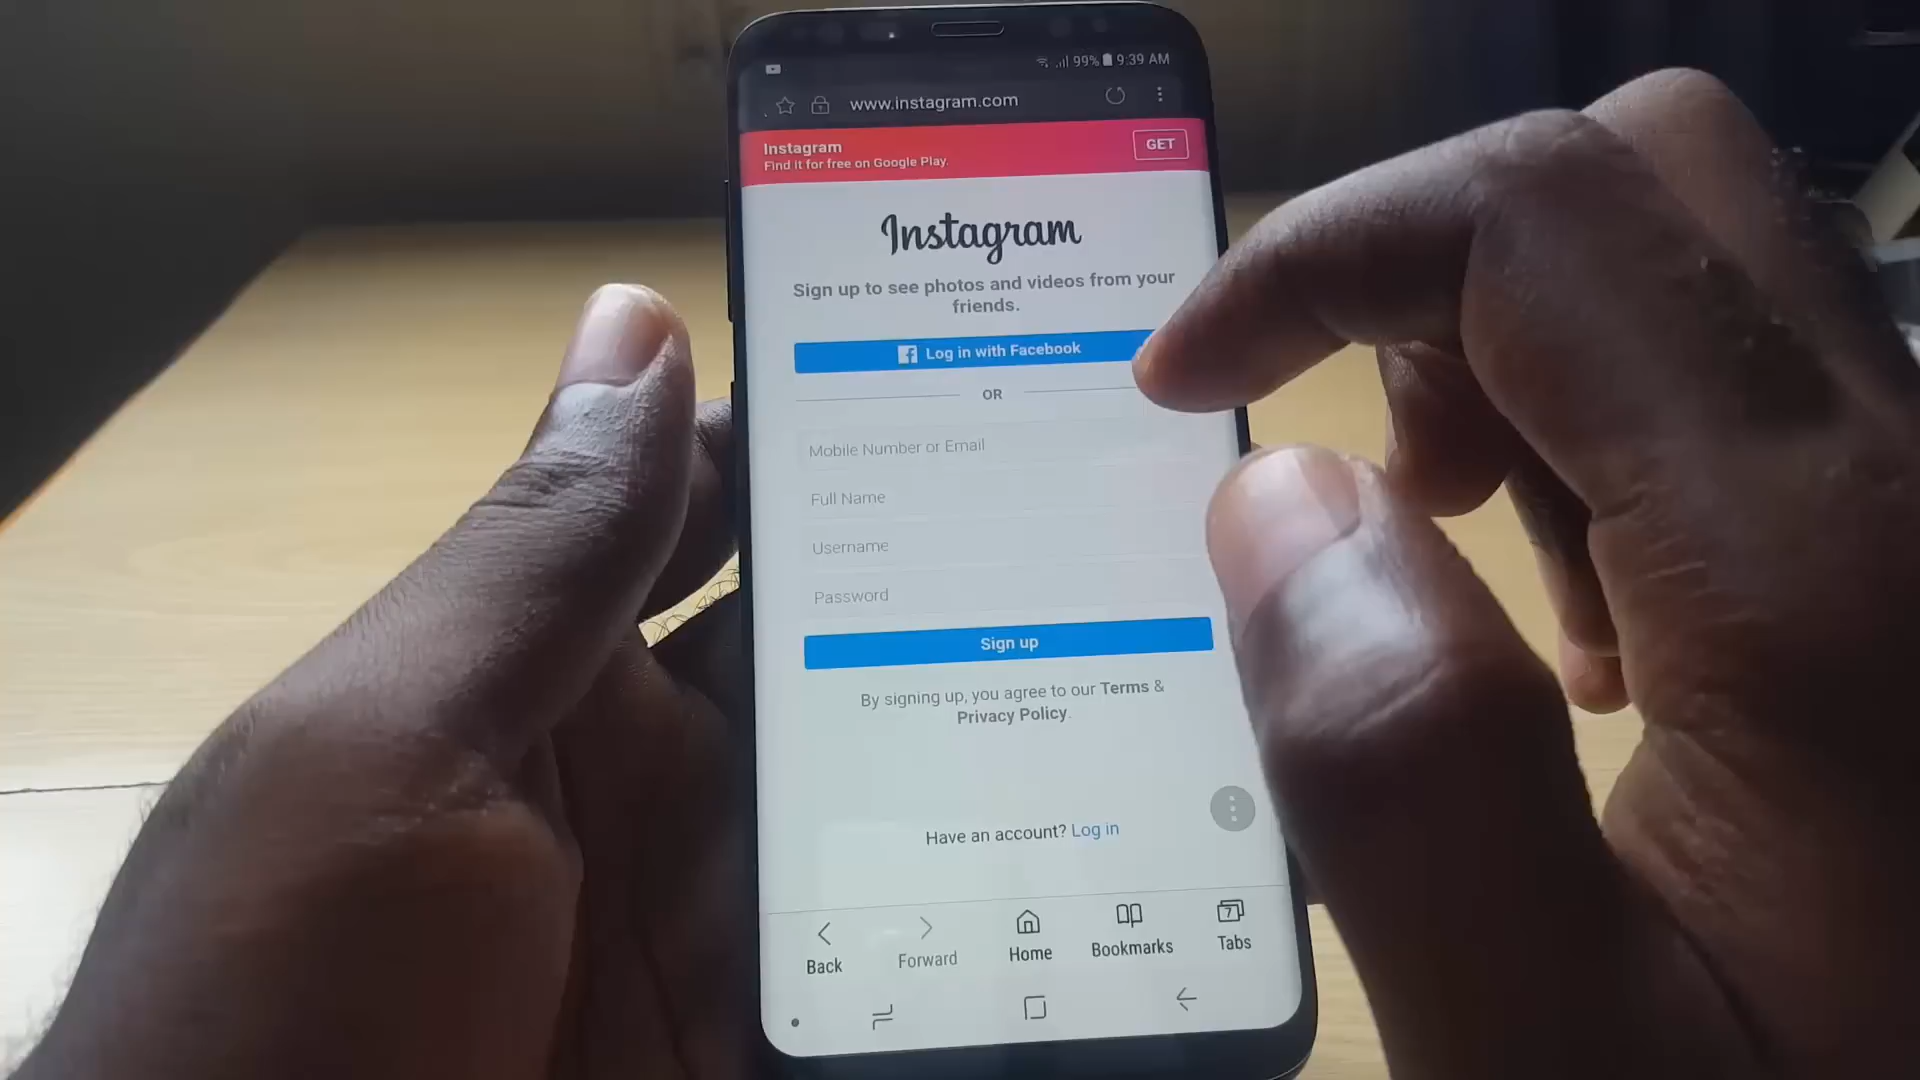 99% 9:39 AM
www.instagram.com
Instagram
Find it for free on Google Play.
GET
Instagram
Sign up to see photos and videos from your
friends.
Log in with Facebook
OR
Mobile Number or Email
Full Name
Username
Password
Sign up
By signing up, you agree to our Terms &
Privacy Policy.
Have an account? Log in
7
Back Forward Home Bookmarks Tabs